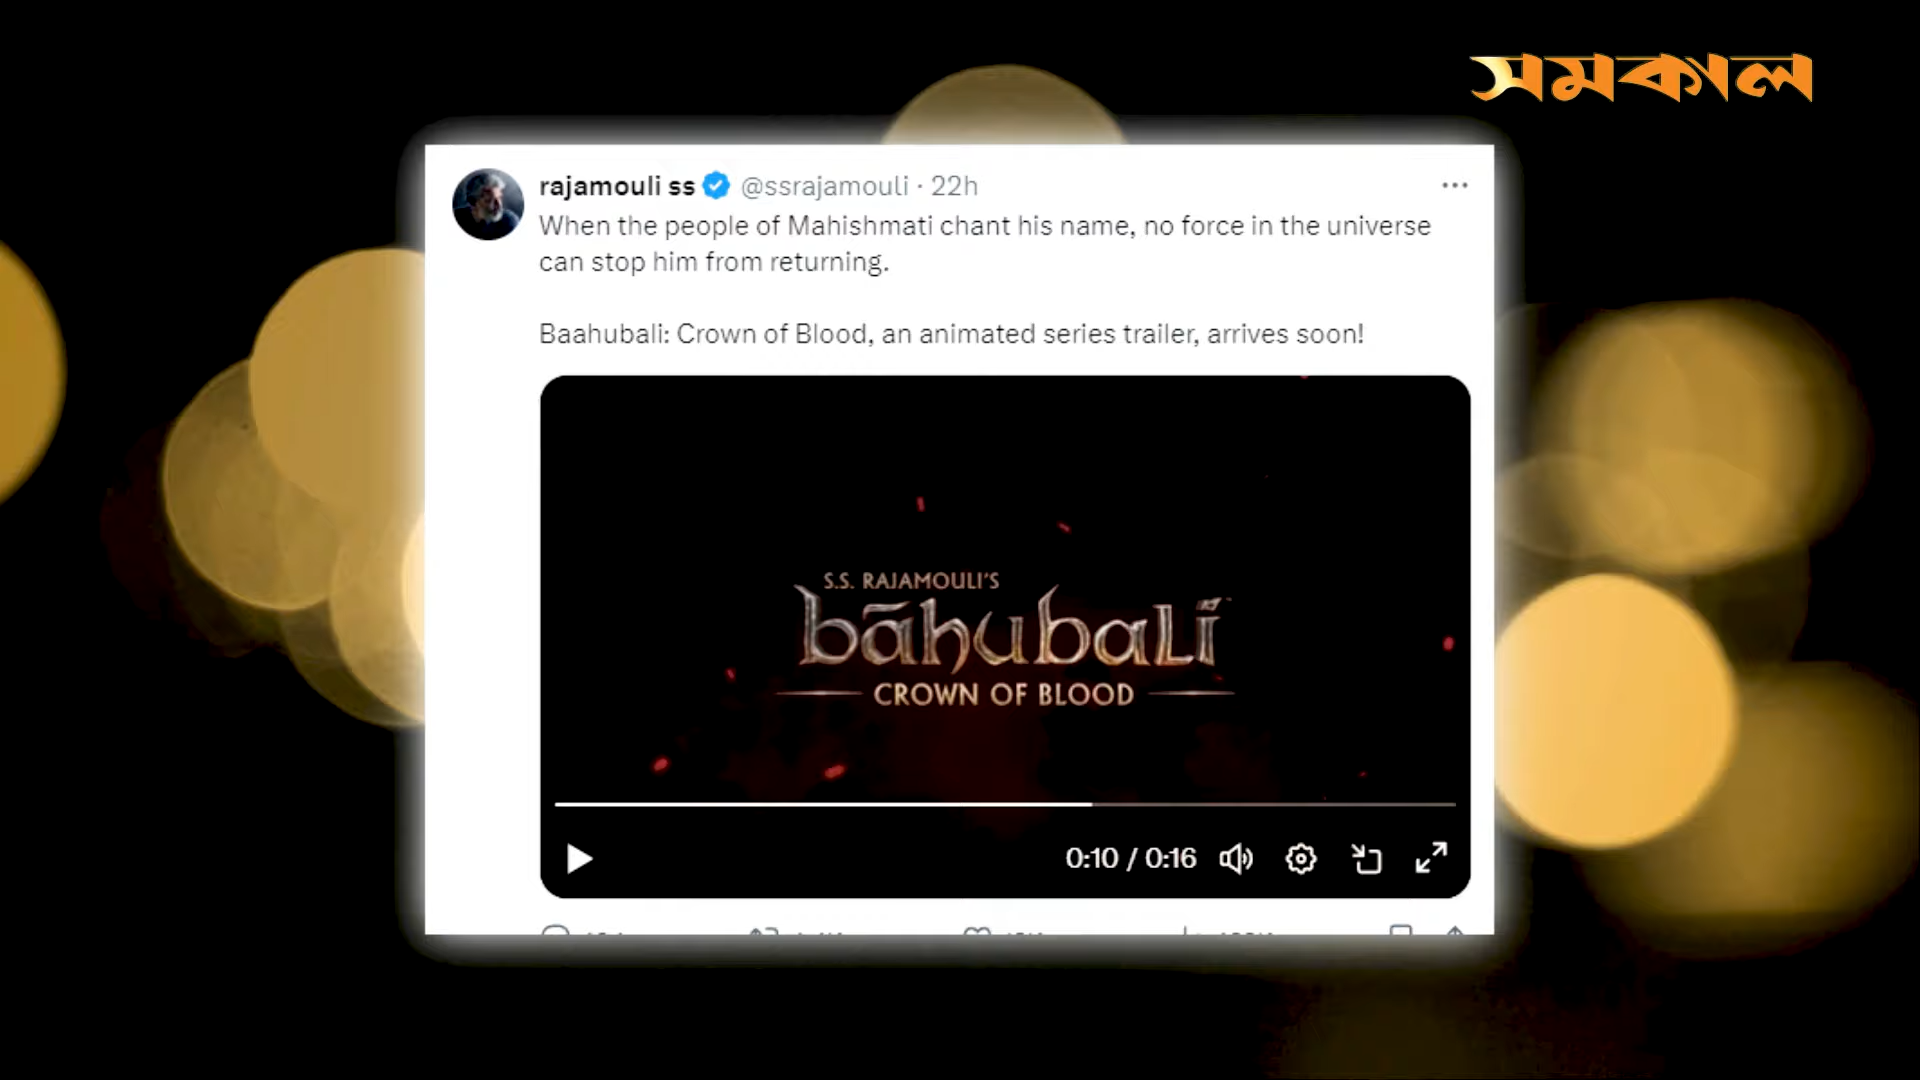 সমকাল
rajamouli ss @ssrajamouli · 22h
When the people of Mahishmati chant his name, no force in the universe
can stop him from returning.
Baahubali: Crown of Blood, an animated series trailer, arrives soon!
S.S. RAJAMOULI'S
bāhubali
CROWN OF BLOOD
0:10 / 0:16